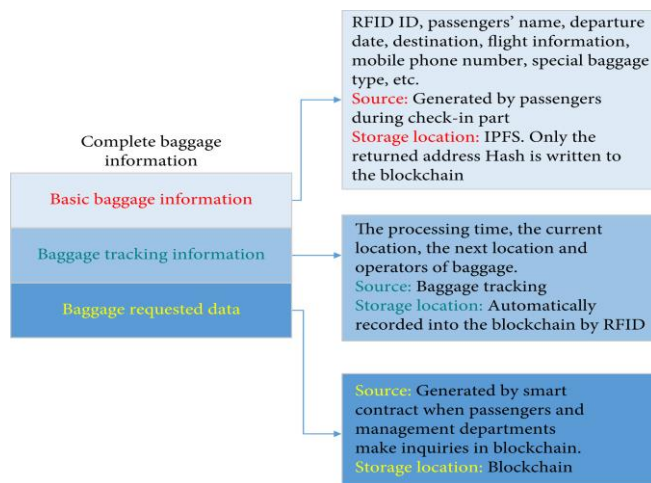 Complete baggage
information
Basic baggage information
Baggage tracking information
Baggage requested data
RFID ID, passengers' name, departure
date, destination, flight information,
mobile phone number, special baggage
type, etc.
Source: Generated by passengers
during check-in part
Storage location: IPFS. Only the
returned address Hash is written to
the blockchain
The processing time, the current
location, the next location and
operators of baggage.
Source: Baggage tracking
Storage location: Automatically
recorded into the blockchain by RFID
Source: Generated by smart
contract when passengers and
management departments
make inquiries in blockchain.
Storage location: Blockchain